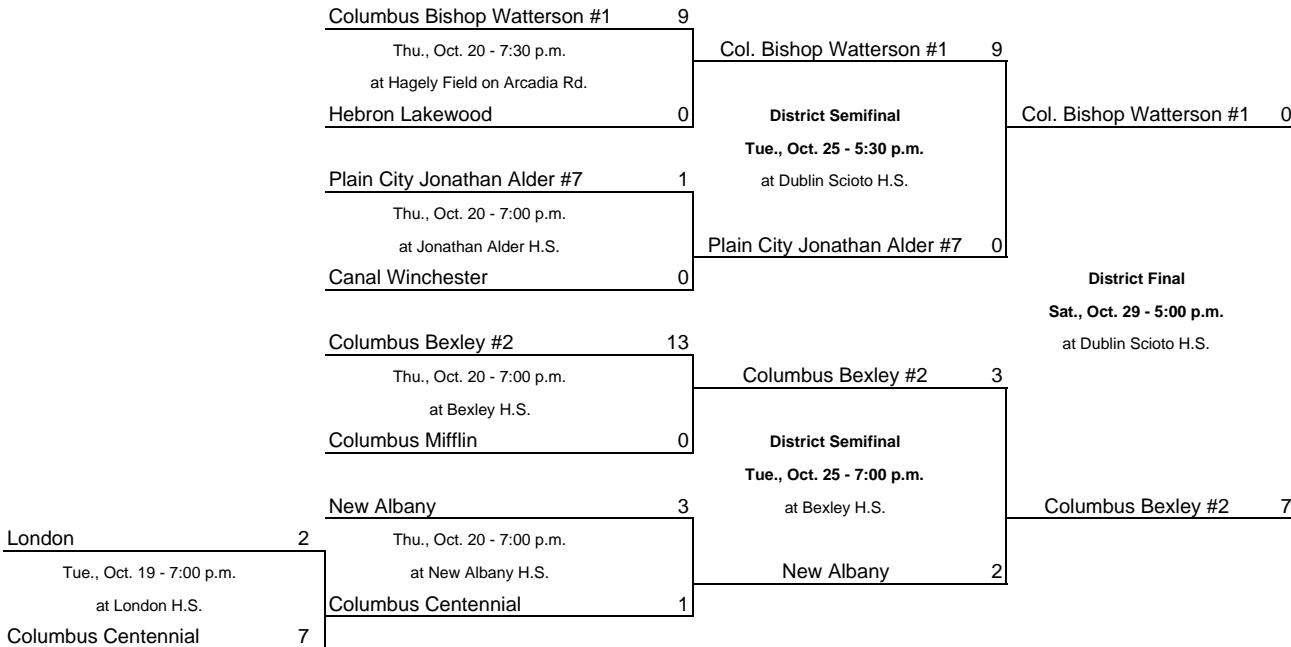 Columbus Bishop Watterson #1 9
Thu., Oct. 20 - 7:30 p.m.
at Hagely Field on Arcadia Rd.
Hebron Lakewood 0
Col. Bishop Watterson #1 9
District Semifinal
Tue., Oct. 25 - 5:30 p.m.
at Dublin Scioto H.S.
Plain City Jonathan Alder #7 1
Thu., Oct. 20 - 7:00 p.m.
at Jonathan Alder H.S.
Canal Winchester 0
Plain City Jonathan Alder #7 0
Col. Bishop Watterson #1 0
District Final
Sat., Oct. 29 - 5:00 p.m.
at Dublin Scioto H.S.
Columbus Bexley #2 13
Thu., Oct. 20 - 7:00 p.m.
at Bexley H.S.
Columbus Mifflin 0
Columbus Bexley #2 3
District Semifinal
Tue., Oct. 25 - 7:00 p.m.
at Bexley H.S.
New Albany 3
Thu., Oct. 20 - 7:00 p.m.
at New Albany H.S.
Columbus Centennial 1
New Albany 2
Columbus Bexley #2 7
London 2
Tue., Oct. 19 - 7:00 p.m.
at London H.S.
Columbus Centennial 7